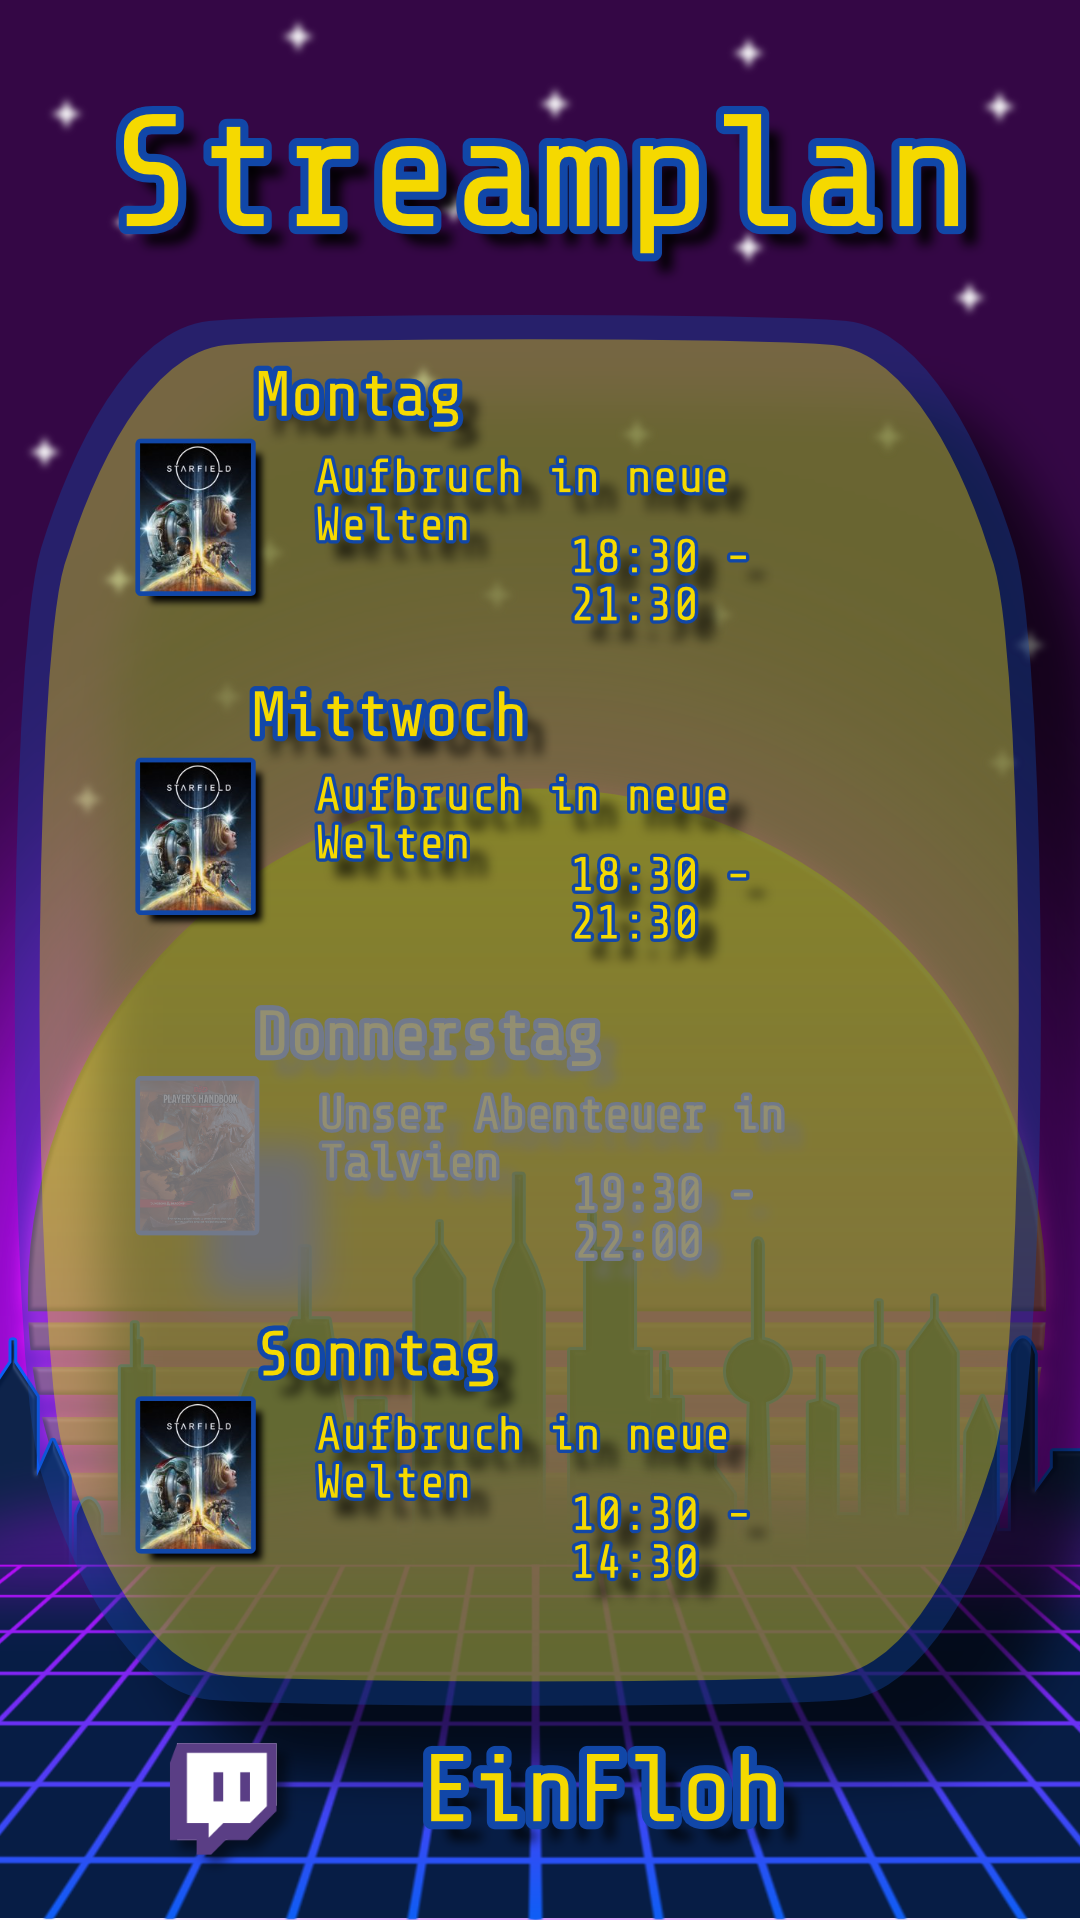 Streamplan
Montag
STARFIELD
Aufbruch in neue
Welten
18:30 -
21:30
Mittwoch
STARFIELD
Aufbruch in neue
Welten
18:30 -
21:30
Donnerstag
PLAYER'S HANDBOOK
Unser Abenteuer in
Talvien
19:30 -
22:00
Sonntag
STARFIELD
Aufbruch in neue
Welten
10:30 -
14:30
EinFloh